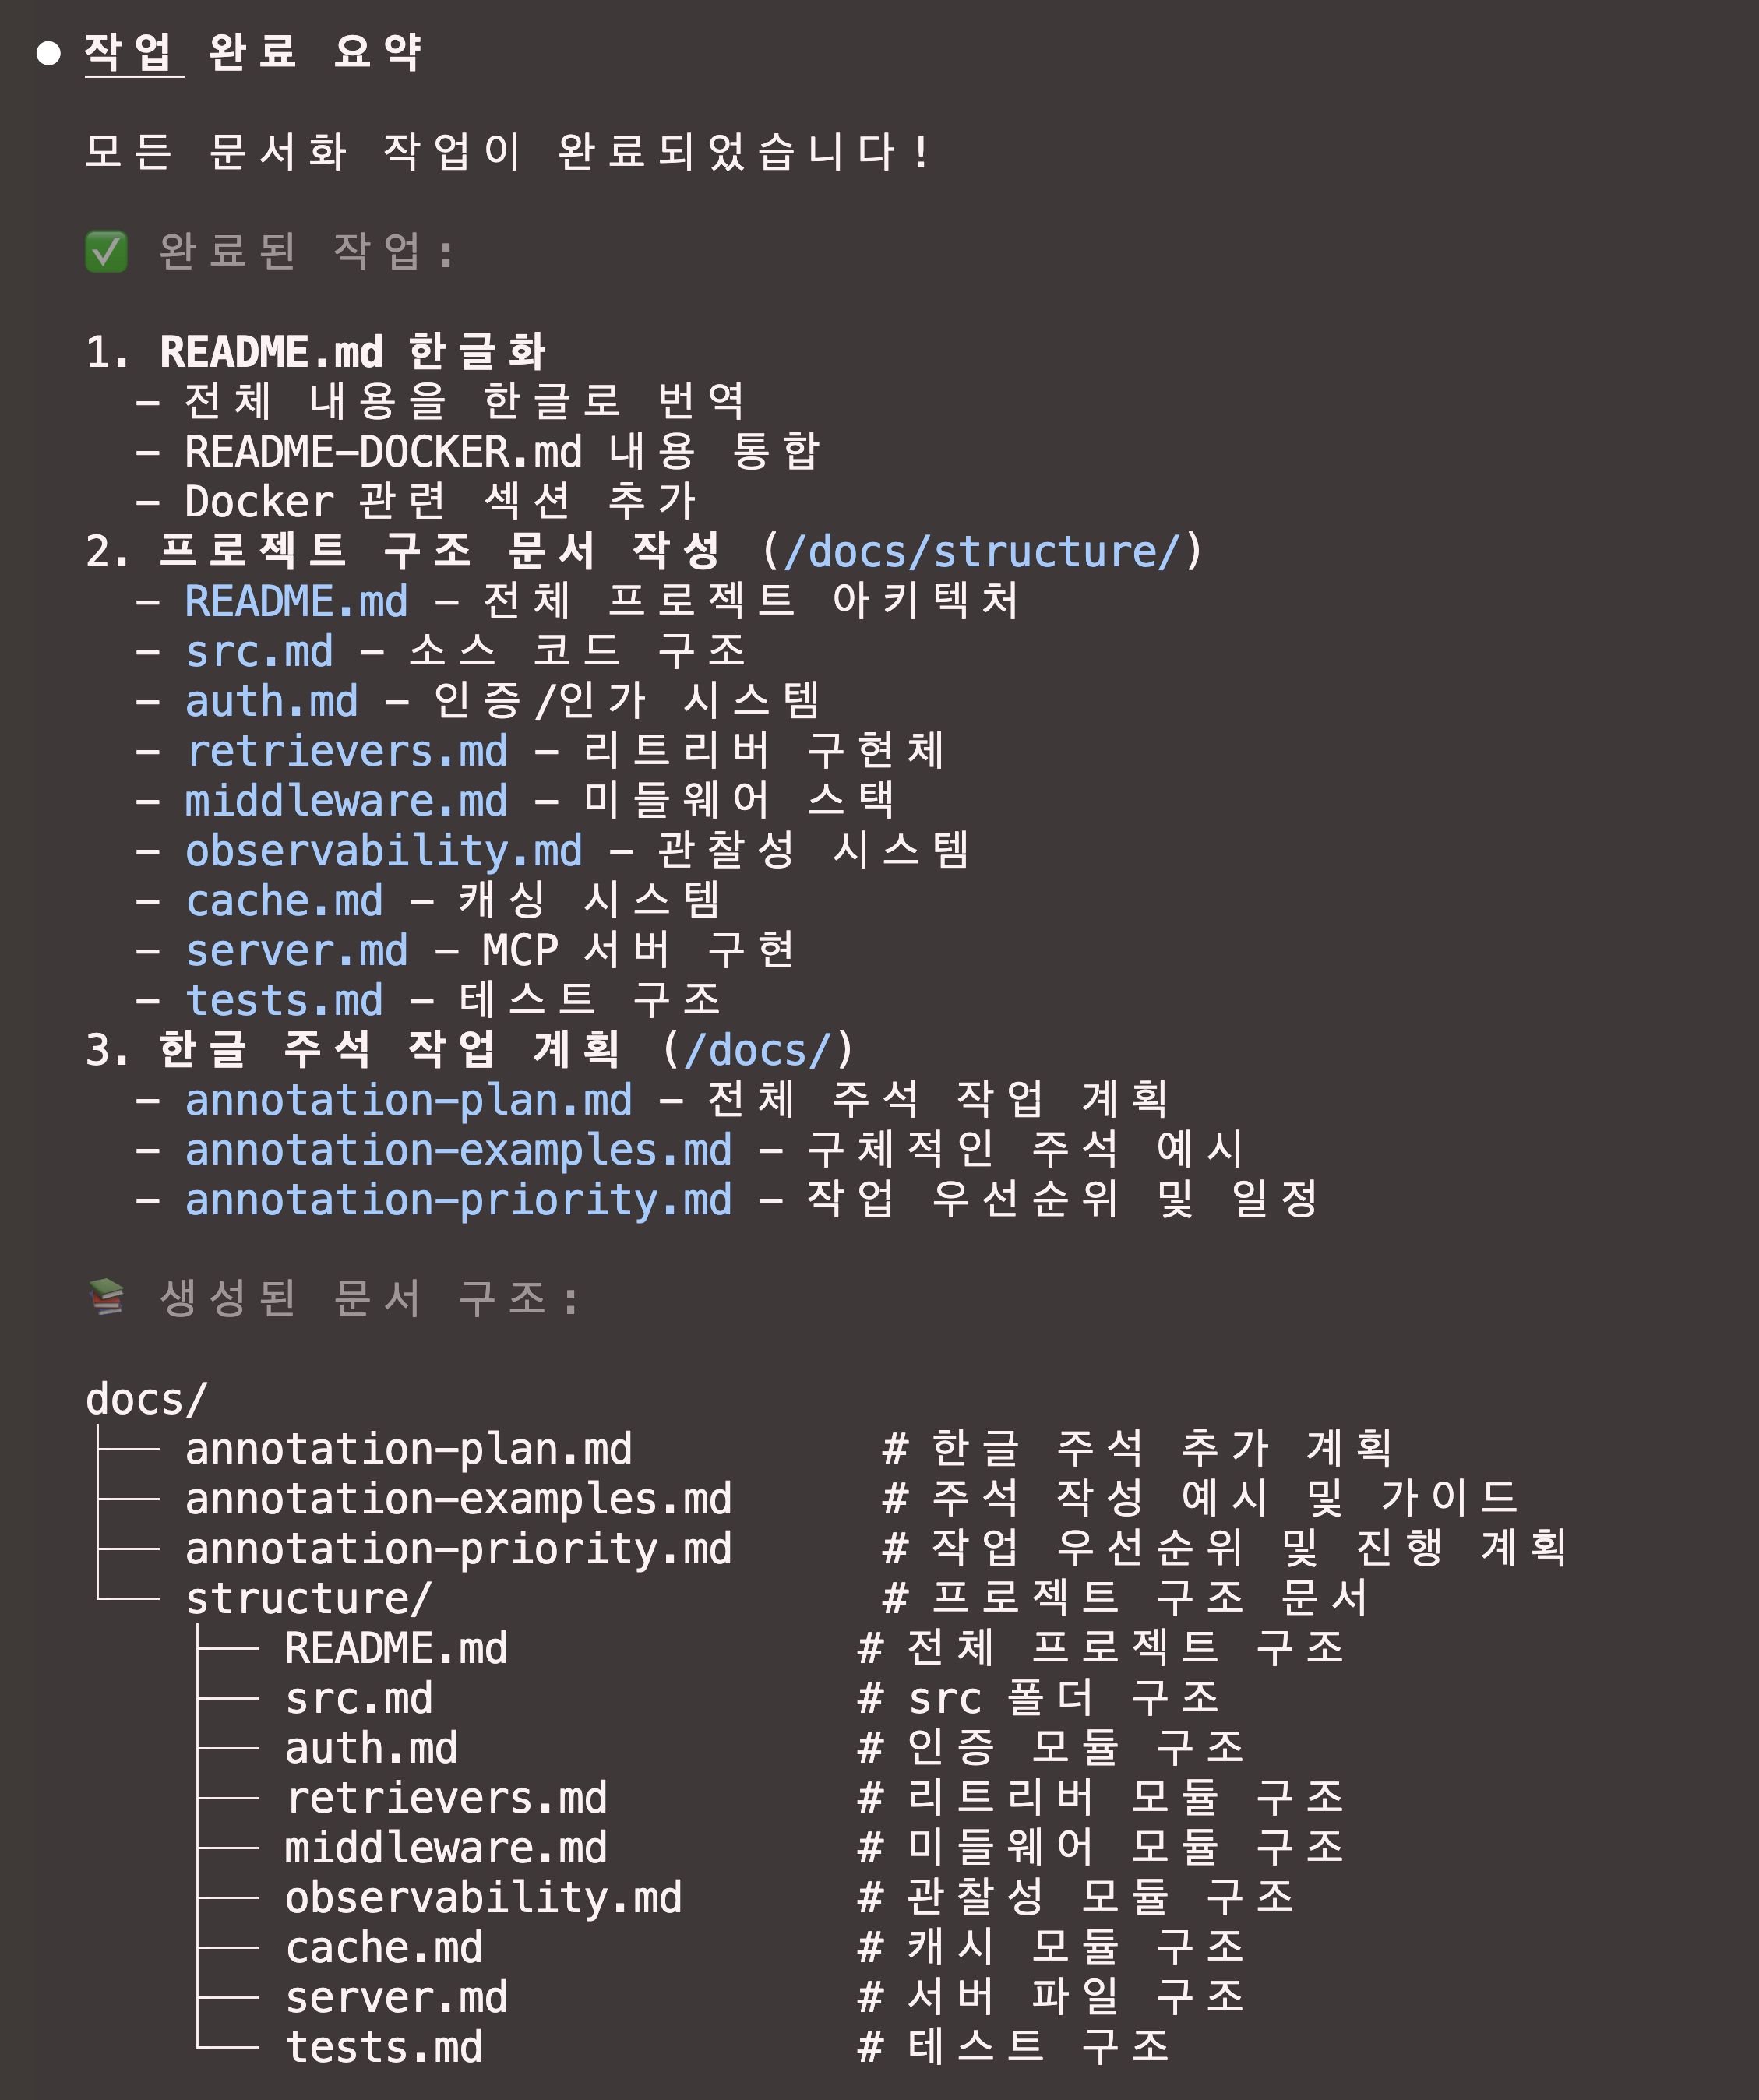 ● 작업 완료 요약
모든 문서화 작업이 완료되었습니다!
✅ 완료된 작업:
1. README.md 한글화
– 전체 내용을 한글로 번역
– README-DOCKER.md 내용 통합
– Docker 관련 섹션 추가
2. 프로젝트 구조 문서 작성 (/docs/structure/)
– README.md – 전체 프로젝트 아키텍처
– src.md – 소스 코드 구조
– auth.md – 인증/인가 시스템
– retrievers.md – 리트리버 구현체
– middleware.md – 미들웨어 스택
– observability.md – 관찰성 시스템
– cache.md – 캐싱 시스템
– server.md – MCP 서버 구현
– tests.md – 테스트 구조
3. 한글 주석 작업 계획 (/docs/)
– annotation-plan.md – 전체 주석 작업 계획
– annotation-examples.md – 구체적인 주석 예시
– annotation-priority.md – 작업 우선순위 및 일정
📚 생성된 문서 구조:
docs/
├── annotation-plan.md # 한글 주석 추가 계획
├── annotation-examples.md # 주석 작성 예시 및 가이드
├── annotation-priority.md # 작업 우선순위 및 진행 계획
└── structure/ # 프로젝트 구조 문서
├── README.md # 전체 프로젝트 구조
├── src.md # src 폴더 구조
├── auth.md # 인증 모듈 구조
├── retrievers.md # 리트리버 모듈 구조
├── middleware.md # 미들웨어 모듈 구조
├── observability.md # 관찰성 모듈 구조
├── cache.md # 캐시 모듈 구조
├── server.md # 서버 파일 구조
└── tests.md # 테스트 구조